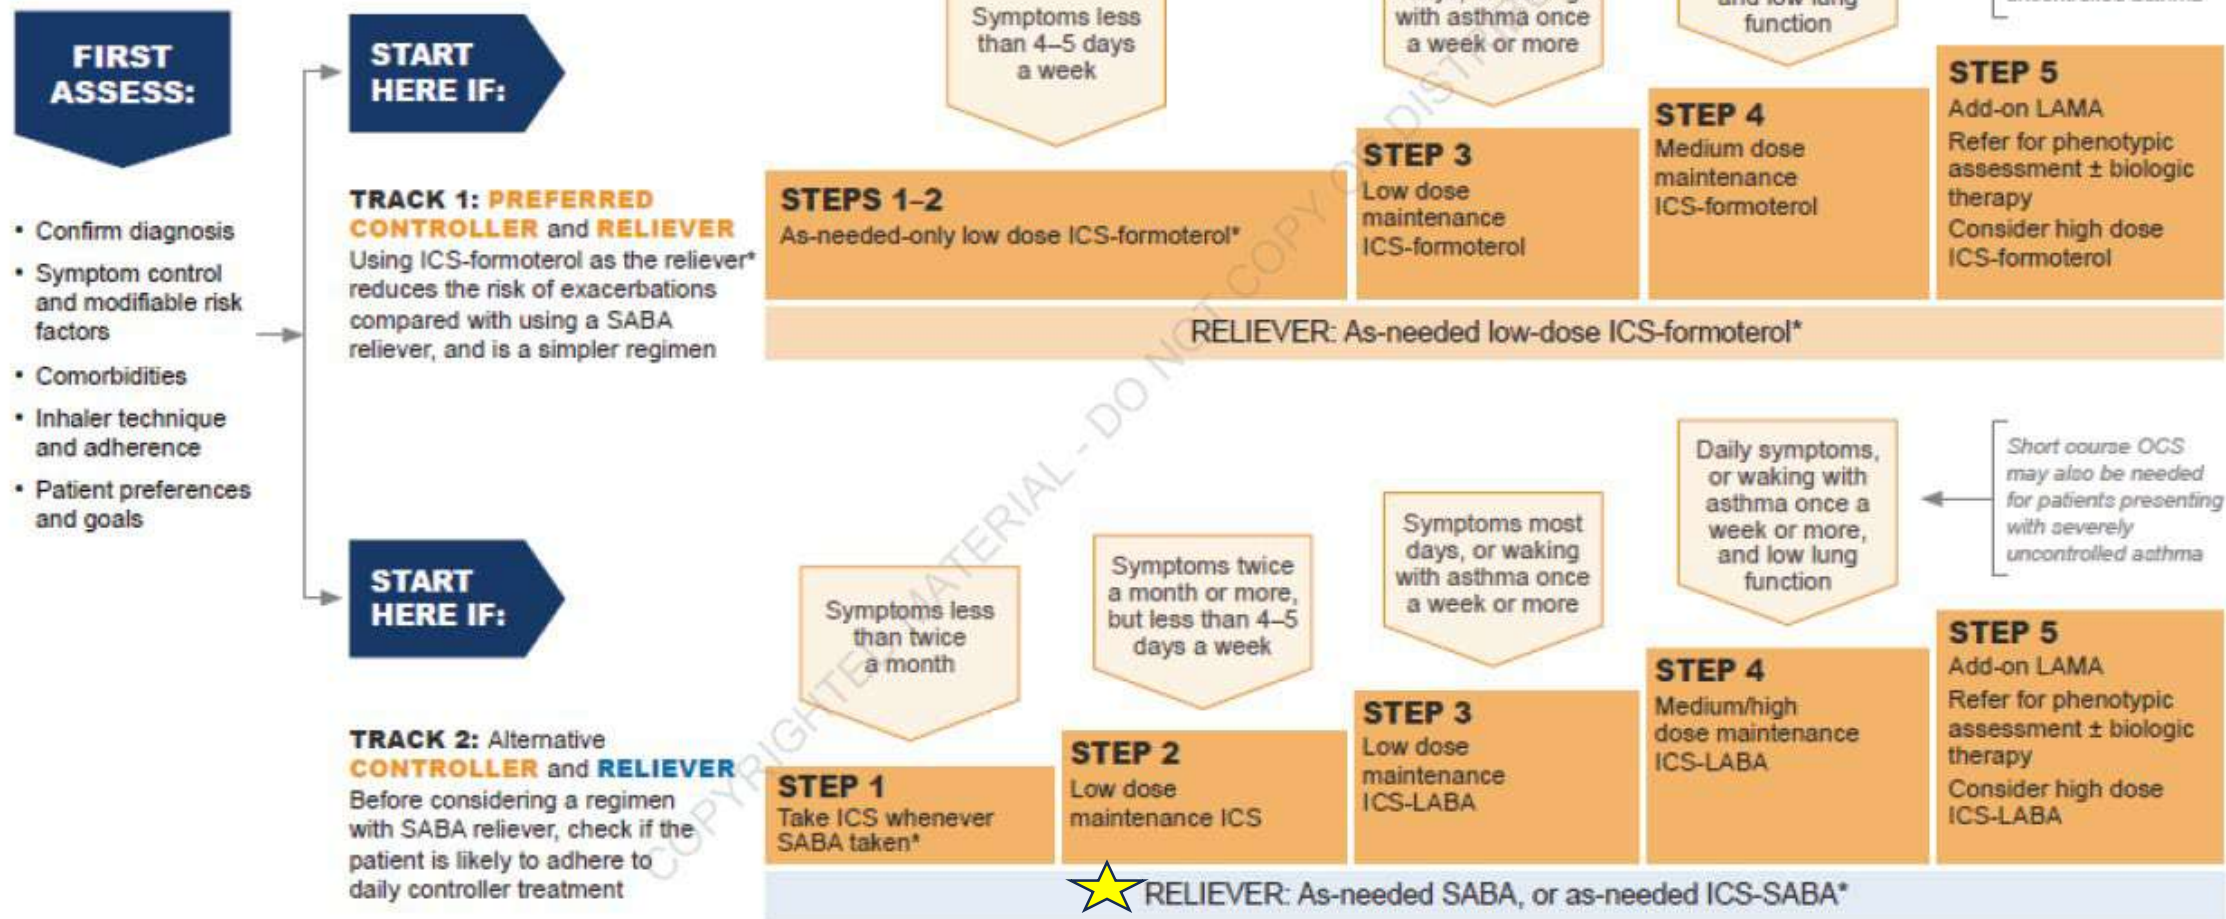 FIRST
ASSESS:
• Confirm diagnosis
• Symptom control
and modifiable risk
factors
• Comorbidities
• Inhaler technique
and adherence
• Patient preferences
and goals
START
HERE IF:
Symptoms less
than 4–5 days
a week
with asthma once
a week or more
and low lung
function
TRACK 1: PREFERRED
CONTROLLER and RELIEVER
Using ICS-formoterol as the reliever*
reduces the risk of exacerbations
compared with using a SABA
reliever, and is a simpler regimen
STEPS 1–2
As-needed-only low dose ICS-formoterol*
STEP 3
Low dose
maintenance
ICS-formoterol
STEP 4
Medium dose
maintenance
ICS-formoterol
STEP 5
Add-on LAMA
Refer for phenotypic
assessment ± biologic
therapy
Consider high dose
ICS-formoterol
RELIEVER: As-needed low-dose ICS-formoterol*
START
HERE IF:
Symptoms less
than twice
a month
Symptoms twice
a month or more,
but less than 4–5
days a week
Symptoms most
days, or waking
with asthma once
a week or more
Daily symptoms,
or waking with
asthma once a
week or more,
and low lung
function
Short course OCS
may also be needed
for patients presenting
with severely
uncontrolled asthma
TRACK 2: Alternative
CONTROLLER and RELIEVER
Before considering a regimen
with SABA reliever, check if the
patient is likely to adhere to
daily controller treatment
STEP 1
Take ICS whenever
SABA taken*
STEP 2
Low dose
maintenance ICS
STEP 3
Low dose
maintenance
ICS-LABA
STEP 4
Medium/high
dose maintenance
ICS-LABA
STEP 5
Add-on LAMA
Refer for phenotypic
assessment ± biologic
therapy
Consider high dose
ICS-LABA
RELIEVER: As-needed SABA, or as-needed ICS-SABA*
COPYRIGHTED MATERIAL - DO NOT COPY OR